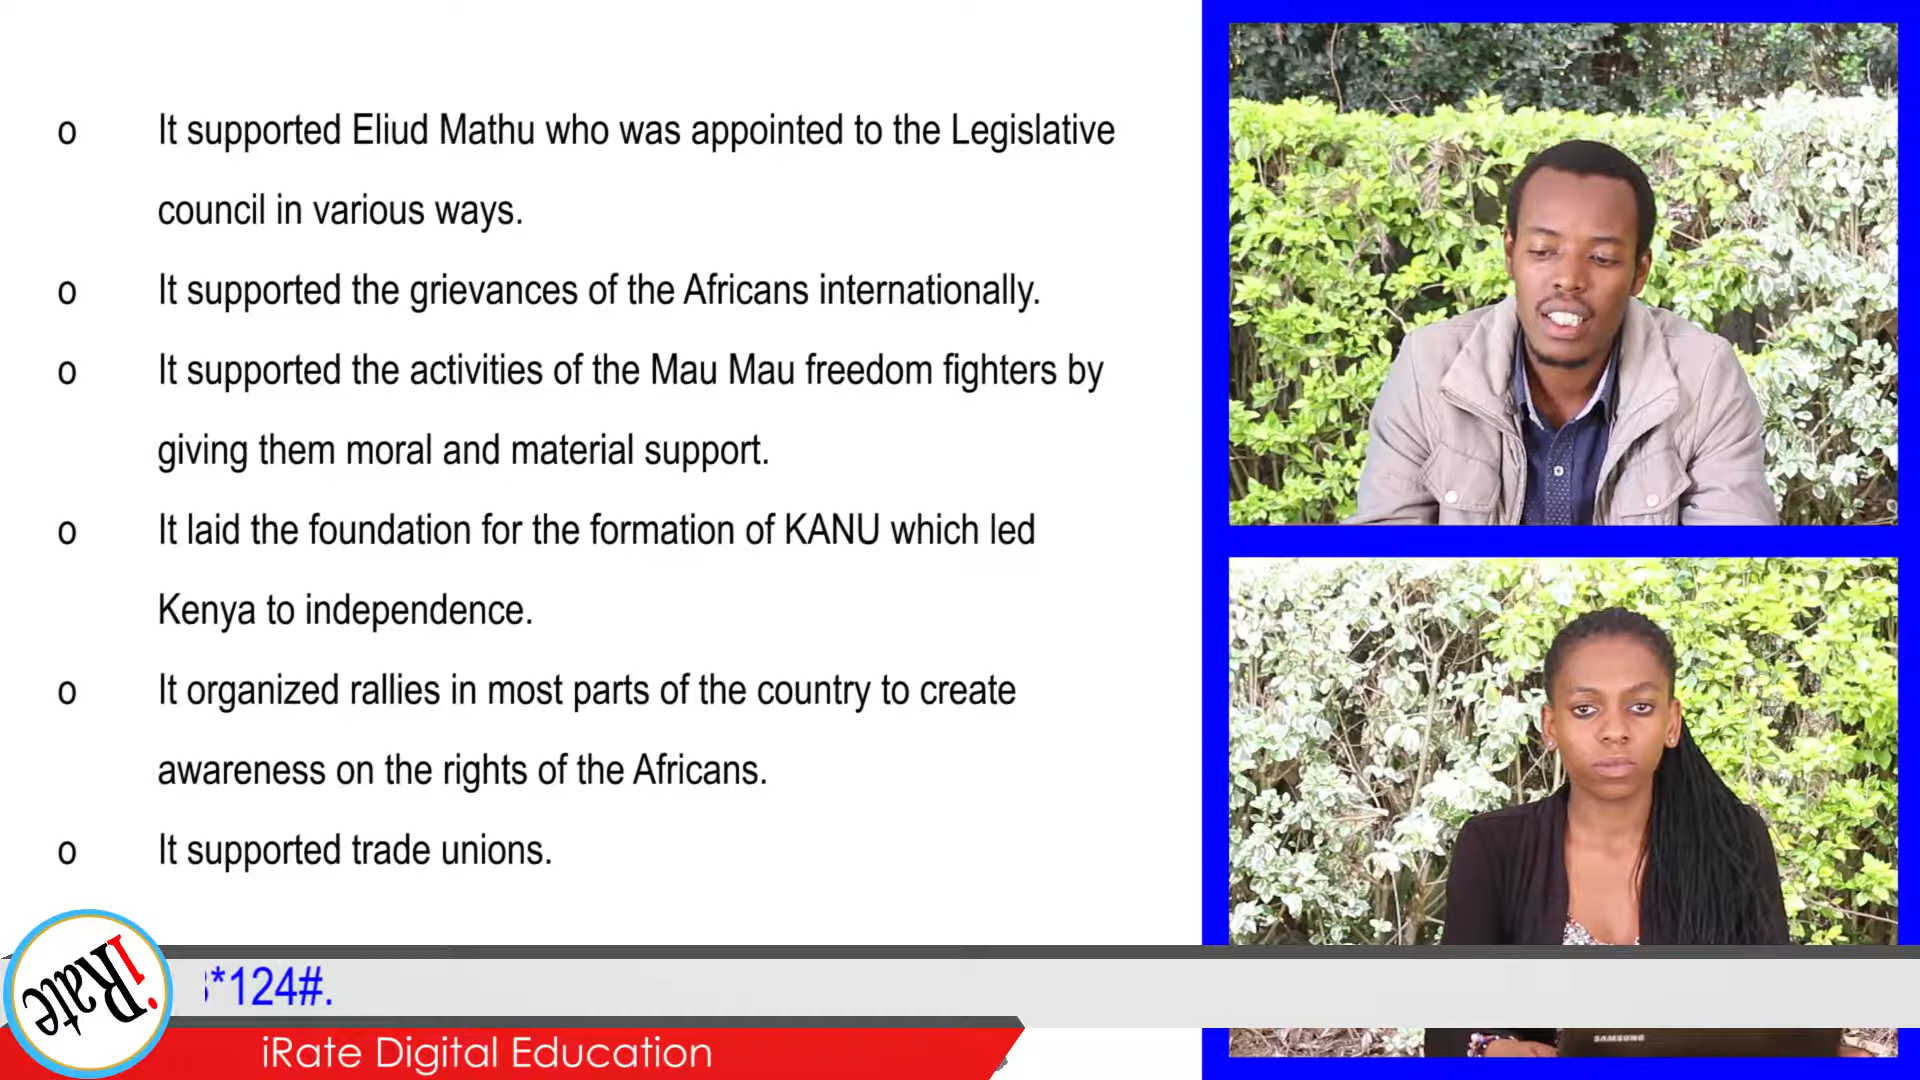 o It supported Eliud Mathu who was appointed to the Legislative
council in various ways.
o It supported the grievances of the Africans internationally.
o It supported the activities of the Mau Mau freedom fighters by
giving them moral and material support.
o It laid the foundation for the formation of KANU which led
Kenya to independence.
o It organized rallies in most parts of the country to create
awareness on the rights of the Africans.
o It supported trade unions.
iRate
*124#.
iRate Digital Education
SAMSUNG